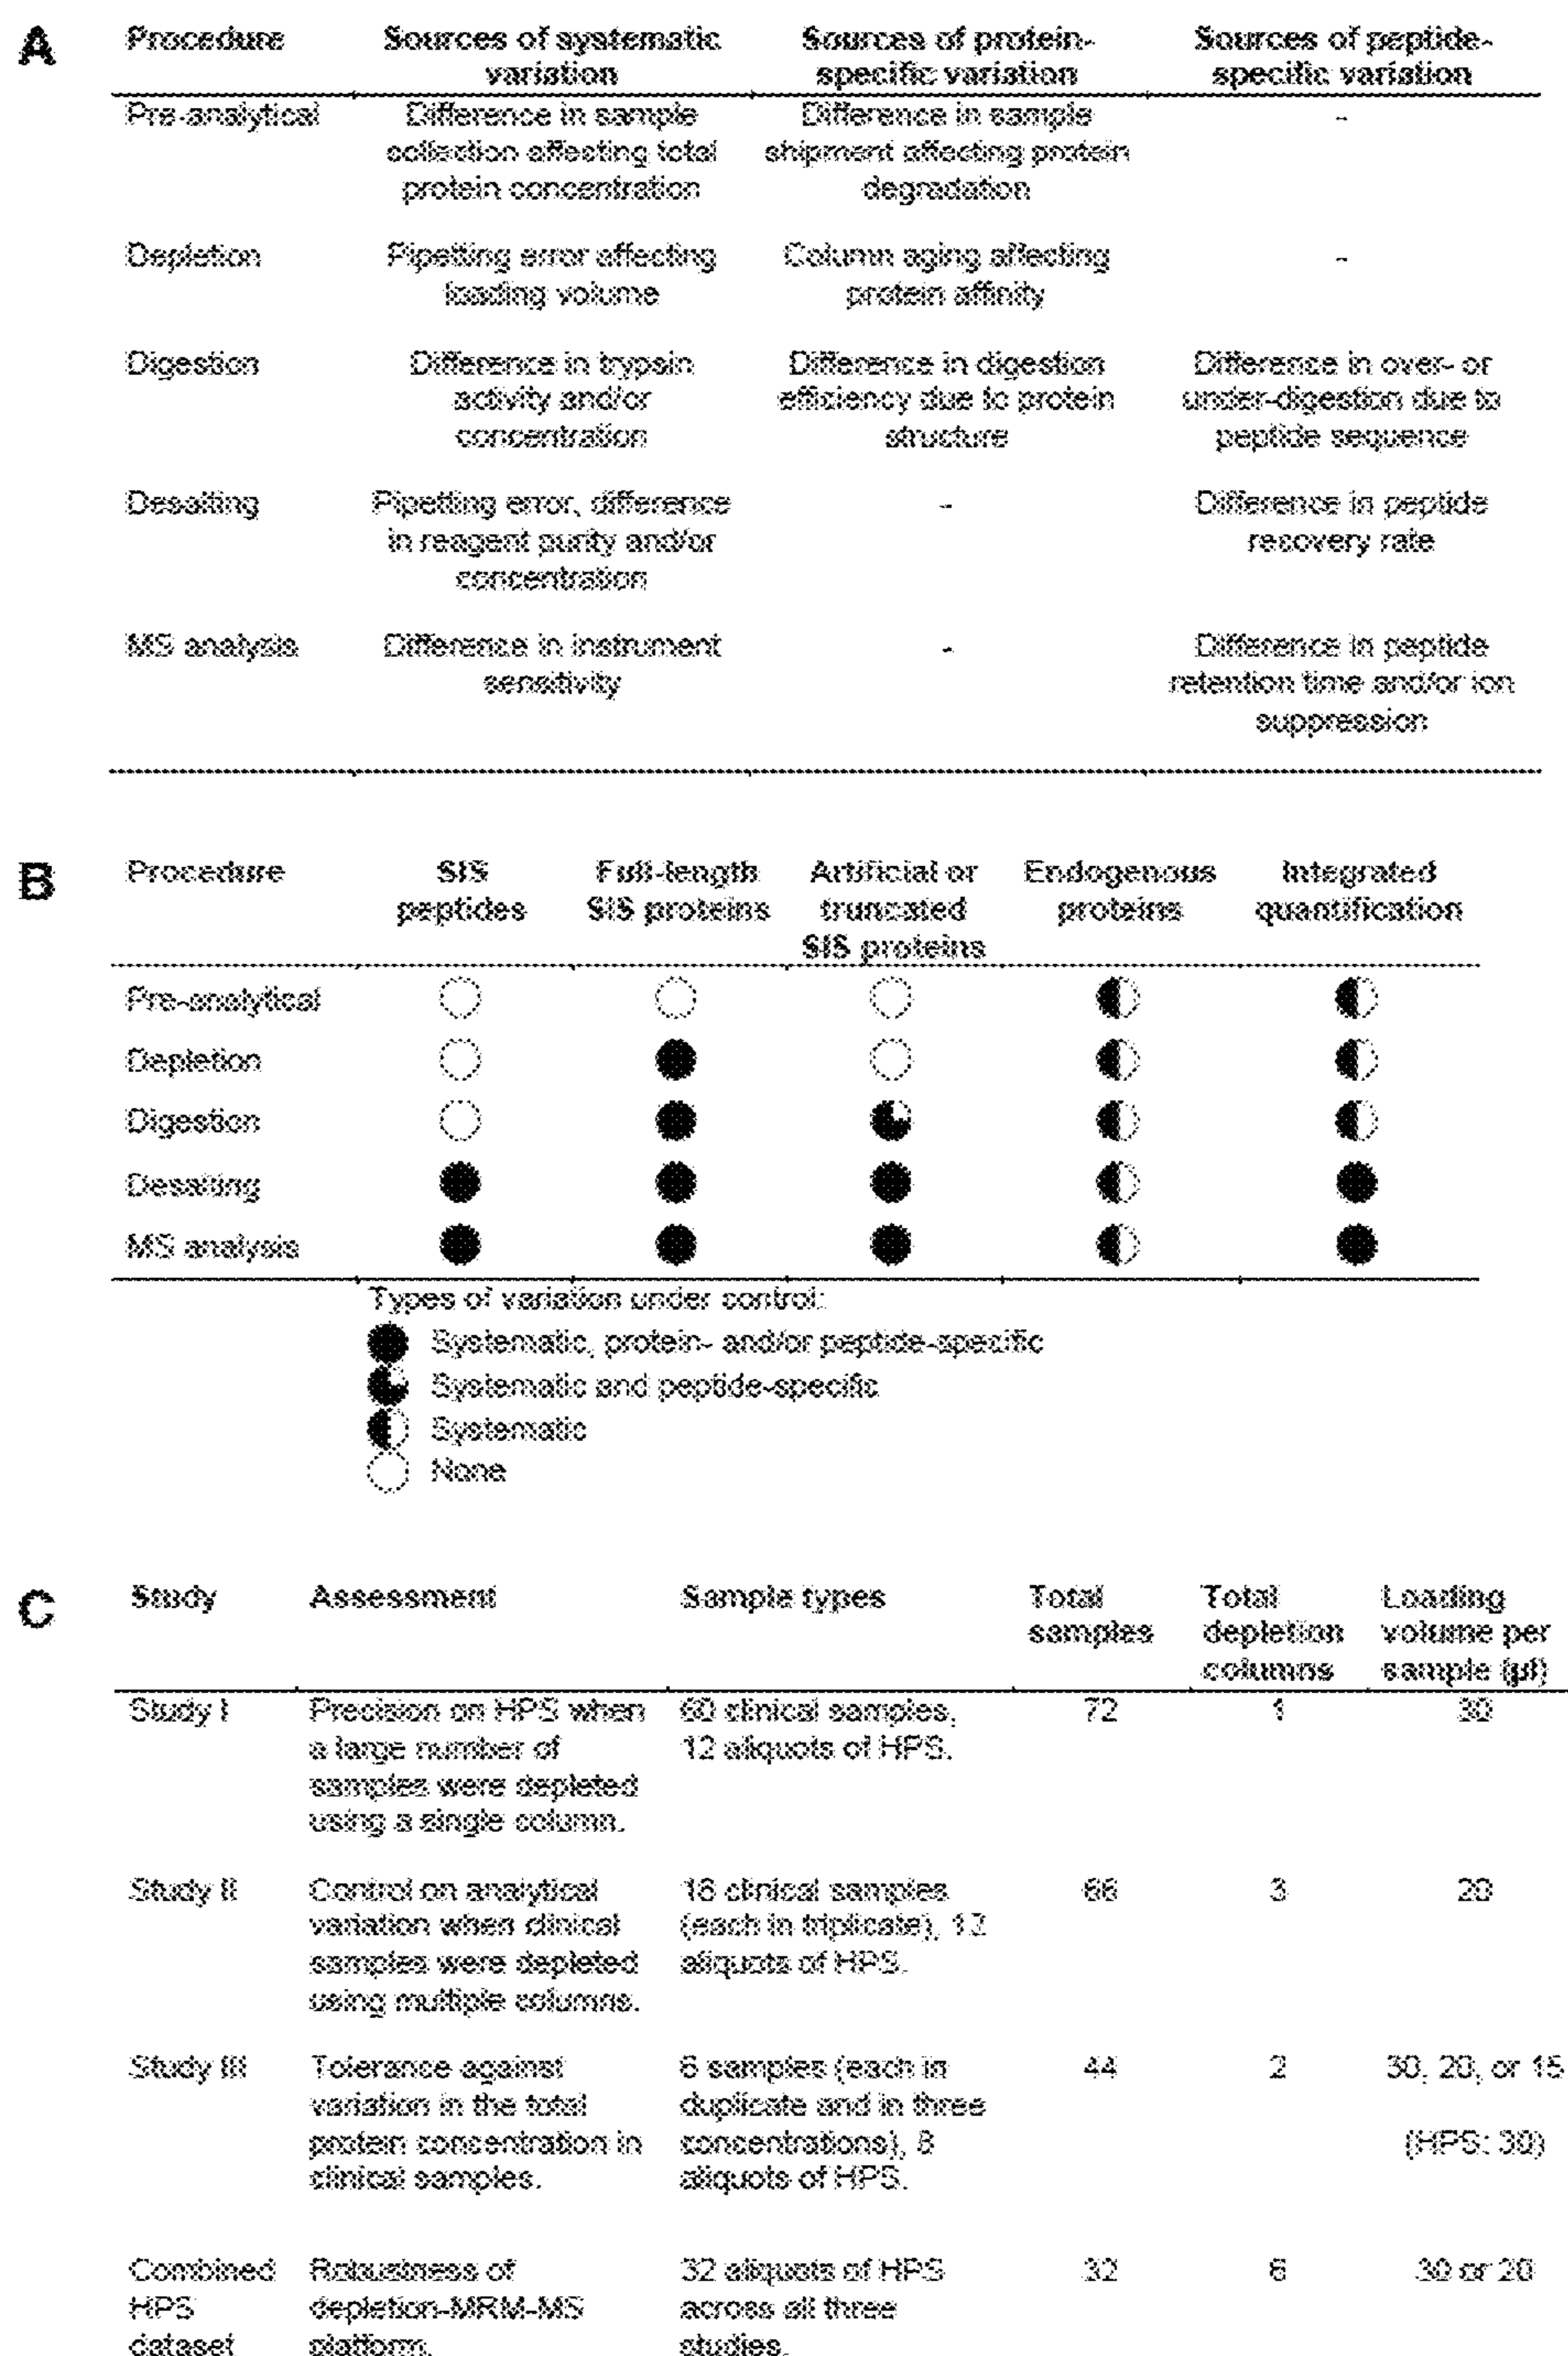 A
Procedure Sources of systematic variation Sources of protein-specific variation Sources of peptide-specific variation
Pre-analytical Difference in sample Difference in sample -
collection affecting total shipment affecting protein
protein concentration degradation
Depletion Pipetting error affecting Column aging affecting -
loading volume protein affinity
Digestion Difference in trypsin Difference in digestion Difference in over- or
activity and/or efficiency due to protein under-digestion due to
concentration structure peptide sequence
Desalting Pipetting error, difference - Difference in peptide
in reagent purity and/or recovery rate
concentration
MS analysis Difference in instrument - Difference in peptide
sensitivity retention time and/or ion
suppression
B
Procedure SIS Full-length Artificial or Endogenous Integrated
peptides SIS proteins truncated proteins quantification
SIS proteins
Pre-analytical
Depletion
Digestion
Desalting
MS analysis
Types of variation under control:
Systematic, protein- and/or peptide-specific
Systematic and peptide-specific
Systematic
None
C
Study Assessment Sample types Total Total Loading
samples depletion volume per
columns sample (µl)
Study I Precision on HPS when 60 clinical samples, 72 1 30
a large number of 12 aliquots of HPS.
samples were depleted
using a single column.
Study II Control on analytical 18 clinical samples 66 3 20
variation when clinical (each in triplicate), 12
samples were depleted aliquots of HPS.
using multiple columns.
Study III Tolerance against 6 samples (each in 44 2 30, 20, or 15
variation in the total duplicate and in three
protein concentration in concentrations), 8 (HPS: 30)
clinical samples. aliquots of HPS.
Combined Robustness of 32 aliquots of HPS 32 6 30 or 20
HPS depletion-MRM-MS across all three
dataset platform. studies.